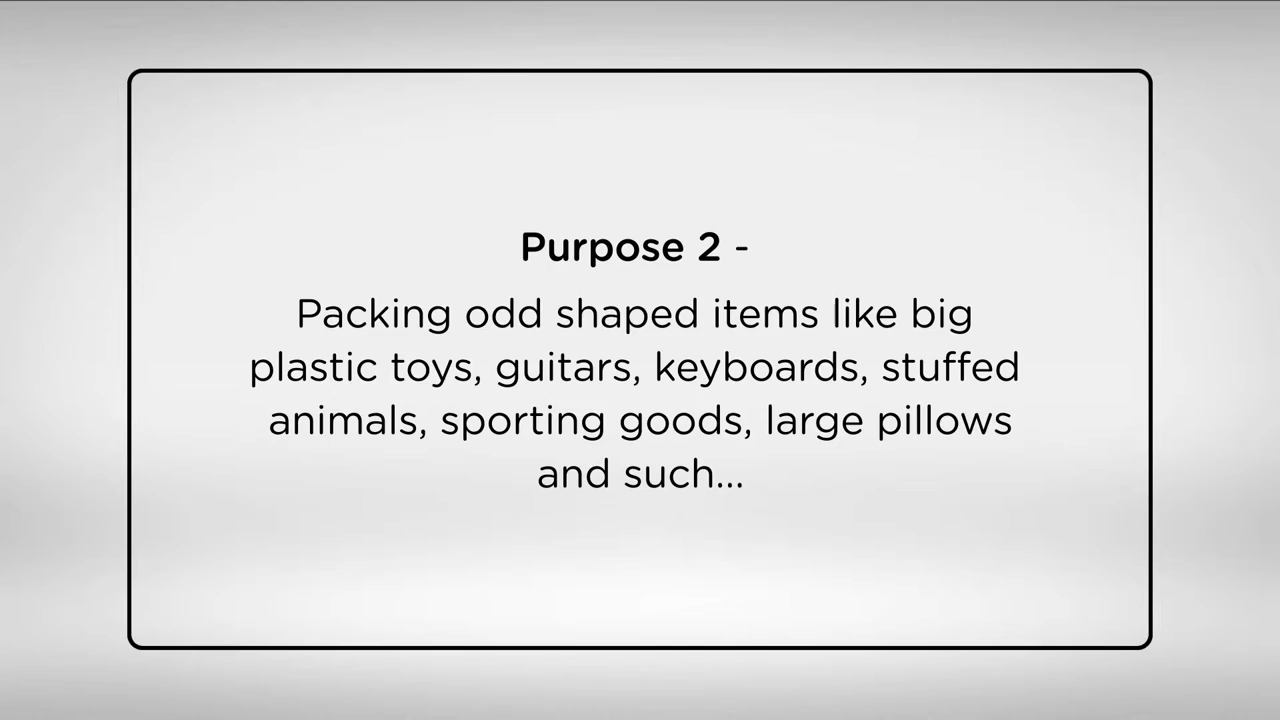 Purpose 2 -
Packing odd shaped items like big
plastic toys, guitars, keyboards, stuffed
animals, sporting goods, large pillows
and such...